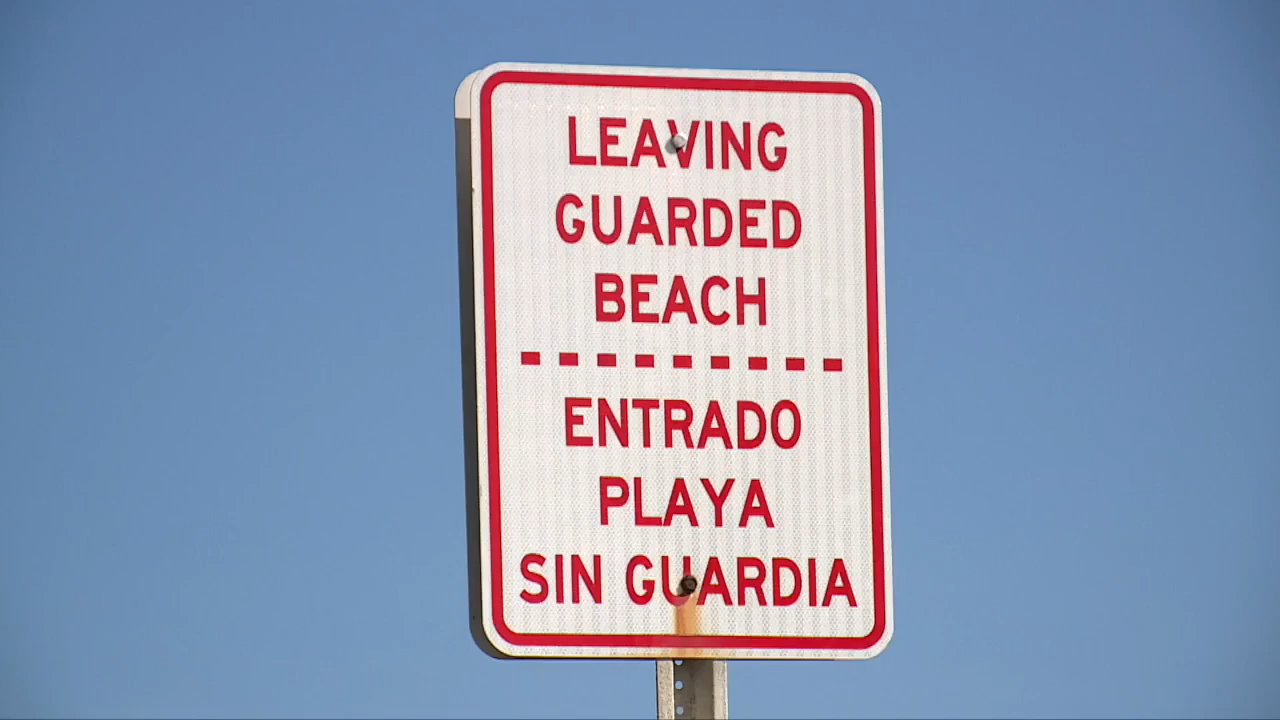 LEAVING
GUARDED
BEACH
ENTRADO
PLAYA
SIN GUARDIA